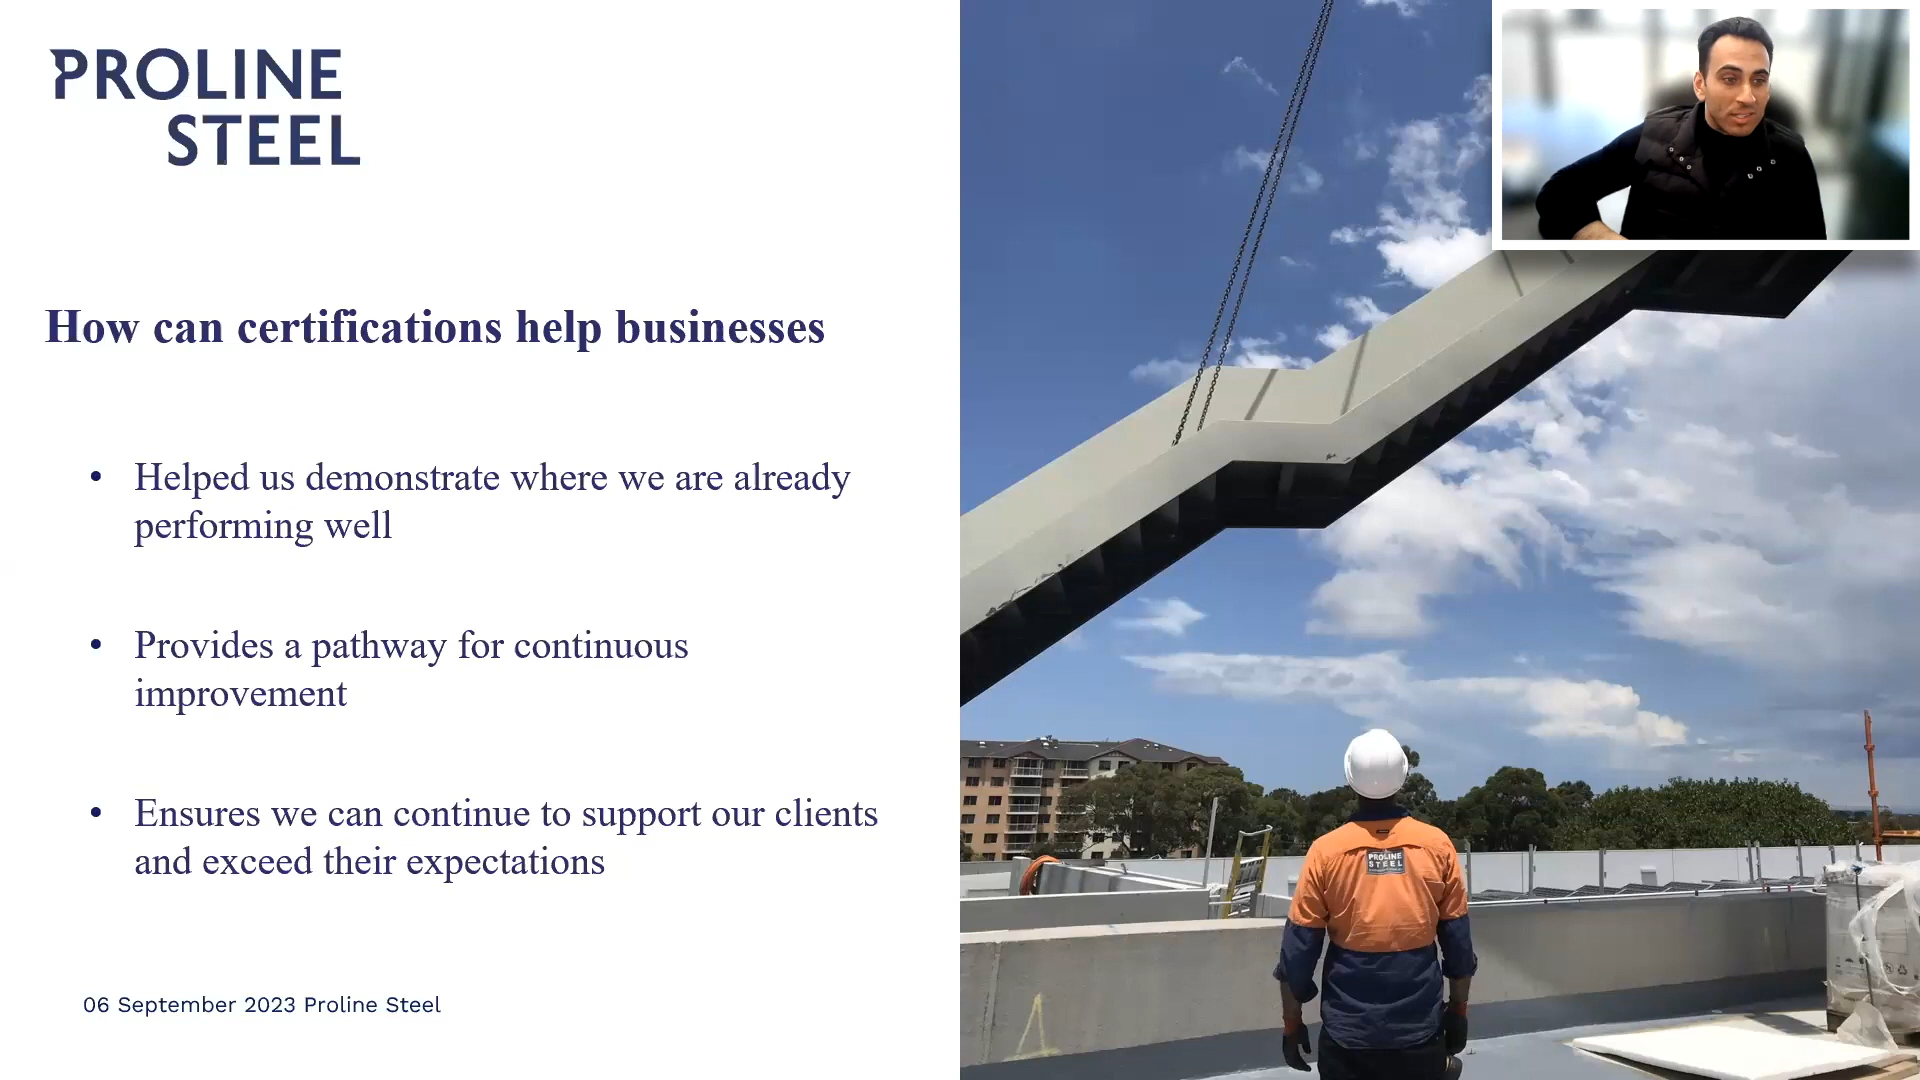 PROLINE
STEEL
How can certifications help businesses
• Helped us demonstrate where we are already
performing well
• Provides a pathway for continuous
improvement
• Ensures we can continue to support our clients
and exceed their expectations
06 September 2023 Proline Steel
PROLINE
STEEL